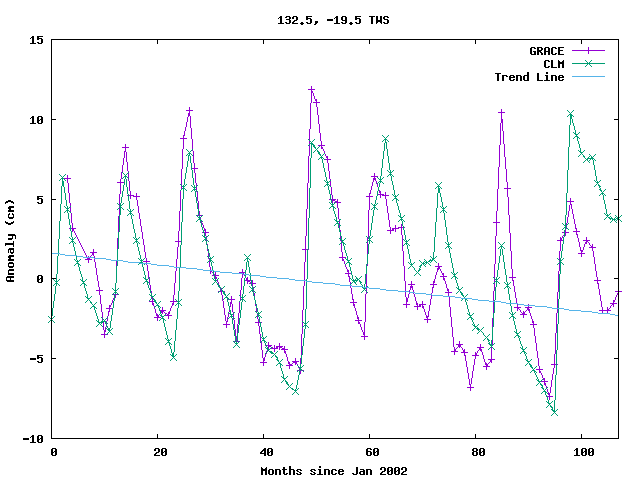 132.5, -19.5 TWS
GRACE
CLM
Trend Line
15
10
5
0
-5
-10
Anomaly (cm)
0 20 40 60 80 100
Months since Jan 2002